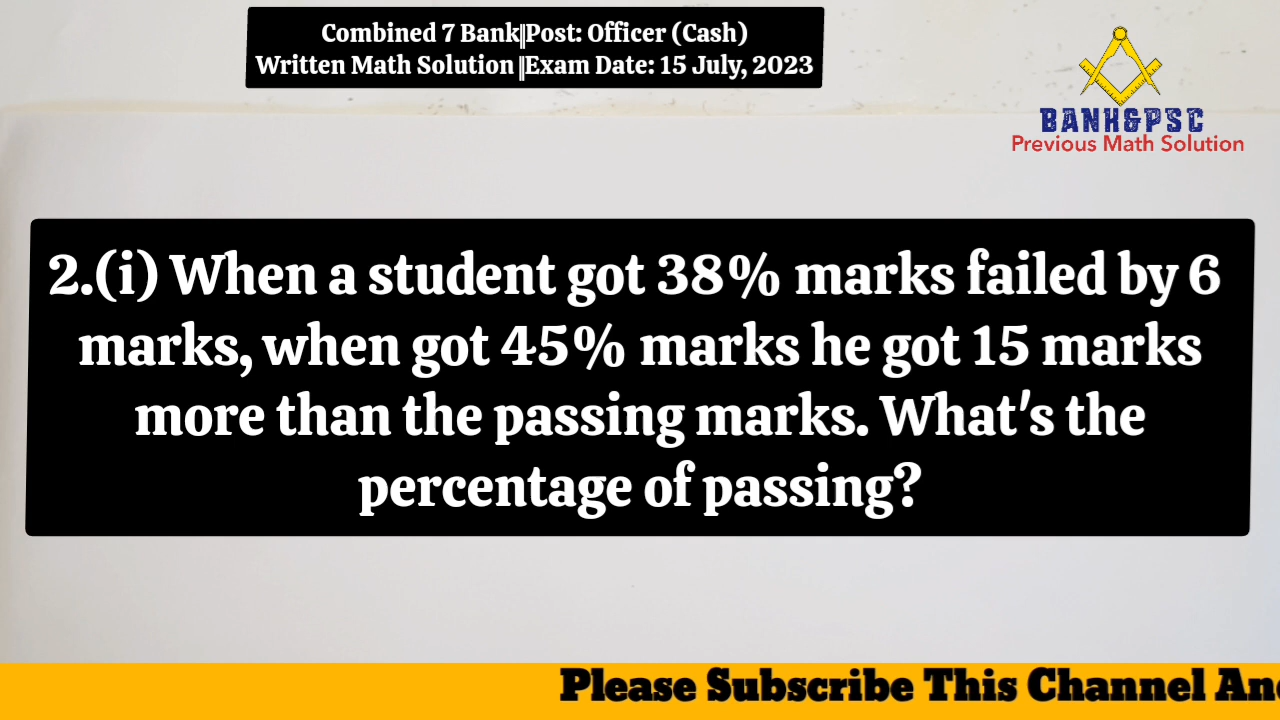 Combined 7 Bank||Post: Officer (Cash)
Written Math Solution ||Exam Date: 15 July, 2023
BANK&PSC
Previous Math Solution
2.(i) When a student got 38% marks failed by 6
marks, when got 45% marks he got 15 marks
more than the passing marks. What's the
percentage of passing?
Please Subscribe This Channel An